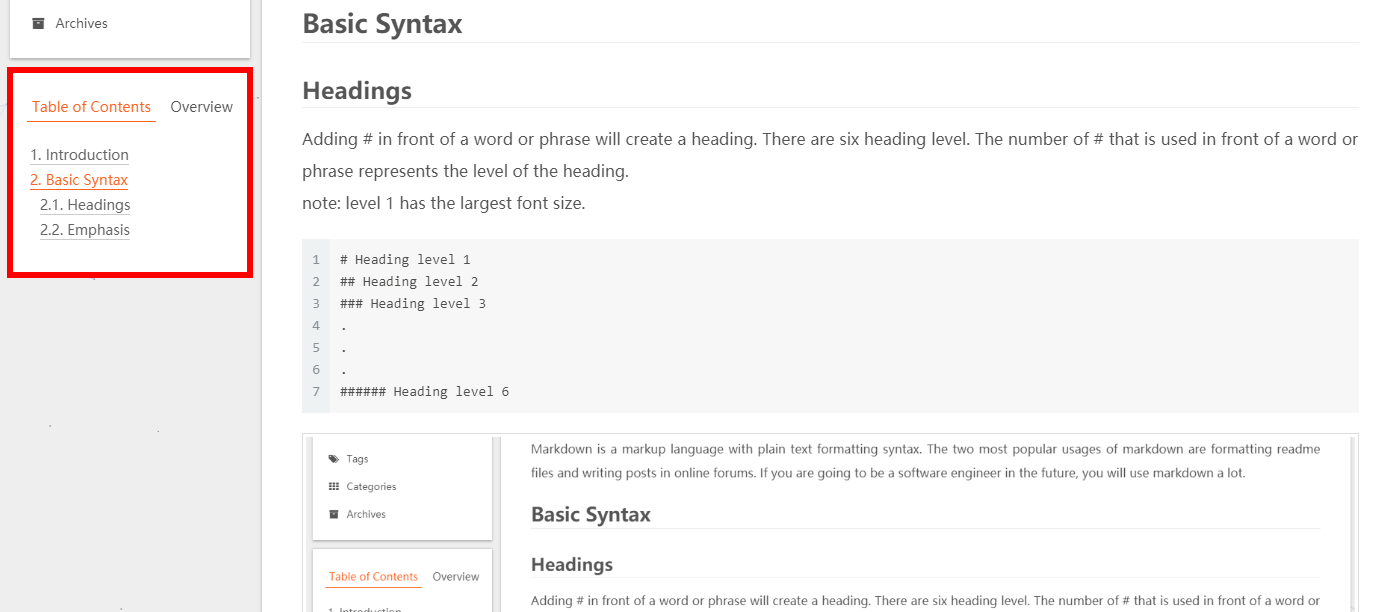 Archives
Table of Contents Overview
1. Introduction
2. Basic Syntax
2.1. Headings
2.2. Emphasis
Basic Syntax
Headings
Adding # in front of a word or phrase will create a heading. There are six heading level. The number of # that is used in front of a word or
phrase represents the level of the heading.
note: level 1 has the largest font size.
1 # Heading level 1
2 ## Heading level 2
3 ### Heading level 3
4 .
5 .
6 .
7 ###### Heading level 6
Tags
Categories
Archives
Table of Contents Overview
1. Introduction
Markdown is a markup language with plain text formatting syntax. The two most popular usages of markdown are formatting readme
files and writing posts in online forums. If you are going to be a software engineer in the future, you will use markdown a lot.
Basic Syntax
Headings
Adding # in front of a word or phrase will create a heading. There are six heading level. The number of # that is used in front of a word or